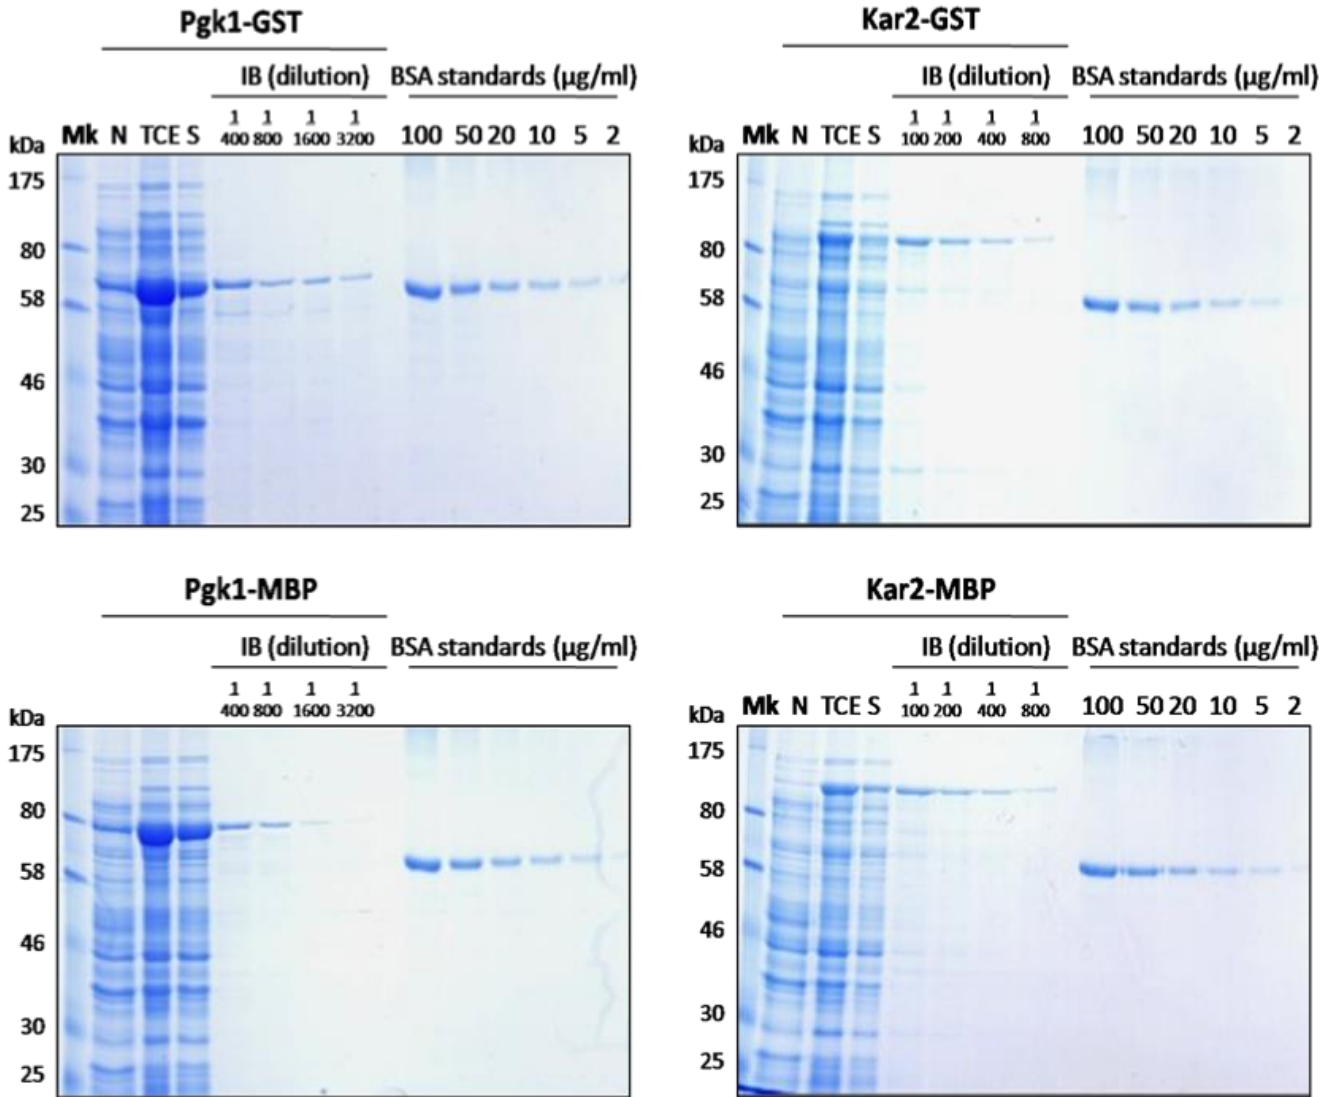 Pgk1-GST
IB (dilution) BSA standards (µg/ml)
1 1 1 1
kDa Mk N TCE S 400 800 1600 3200 100 50 20 10 5 2
175
80
58
46
30
25
Kar2-GST
IB (dilution) BSA standards (µg/ml)
1 1 1 1
kDa Mk N TCE S 100 200 400 800 100 50 20 10 5 2
175
80
58
46
30
25
Pgk1-MBP
IB (dilution) BSA standards (µg/ml)
1 1 1 1
400 800 1600 3200
kDa
175
80
58
46
30
25
Kar2-MBP
IB (dilution) BSA standards (µg/ml)
1 1 1 1
kDa Mk N TCE S 100 200 400 800 100 50 20 10 5 2
175
80
58
46
30
25